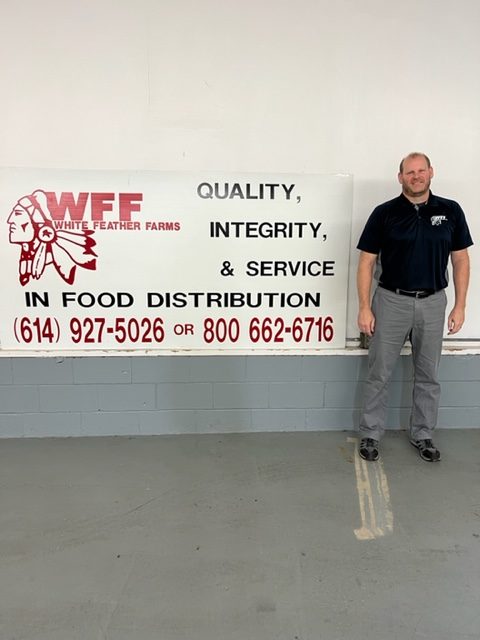 WFF
WHITE FEATHER FARMS
QUALITY,
INTEGRITY,
& SERVICE
IN FOOD DISTRIBUTION
(614) 927-5026 OR 800 662-6716